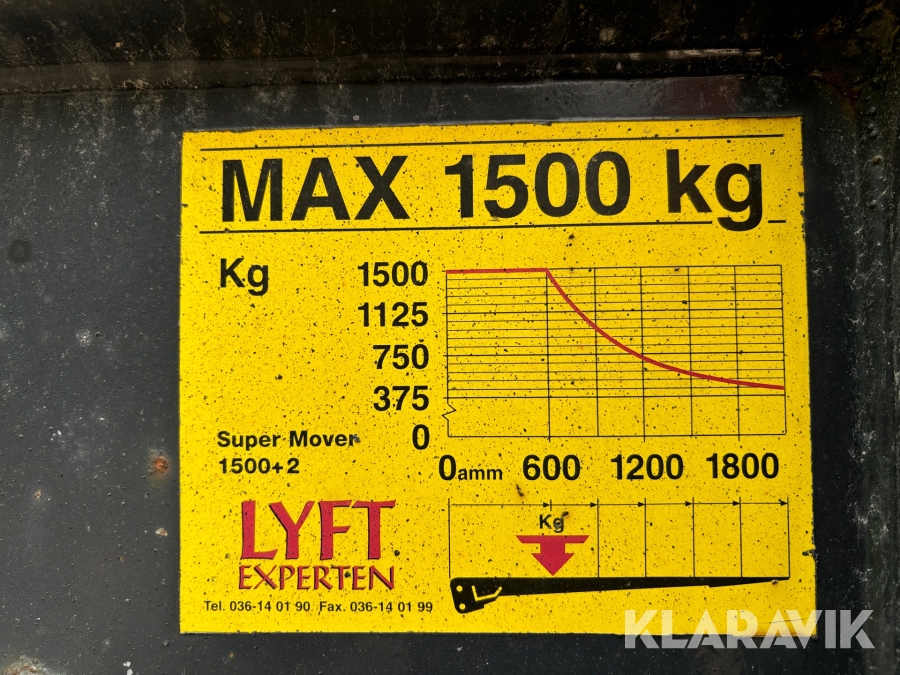 MAX 1500 kg
Kg
1500
1125
750
375
0
0amm 600 1200 1800
Super Mover
1500+2
Kg
LYFT
EXPERTEN
Tel. 036-14 01 90. Fax. 036-14 01 99
KLARAVIK